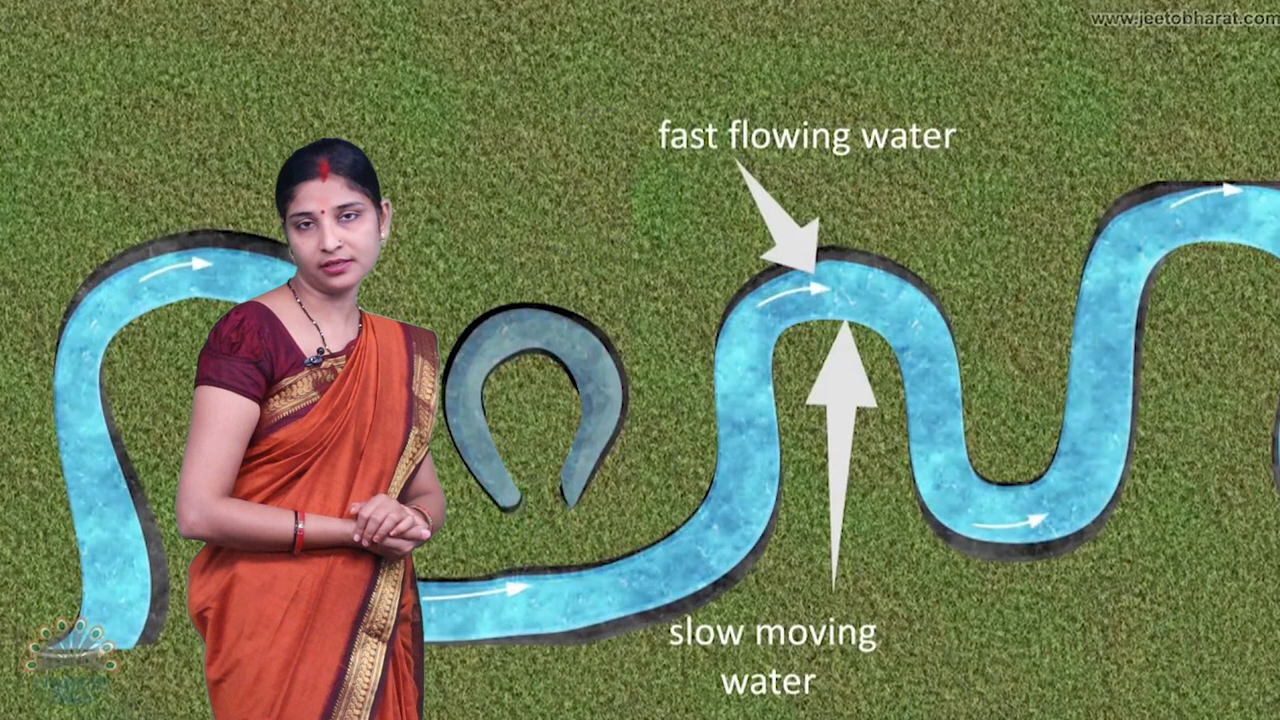 www.jeetobharat.com
fast flowing water
slow moving
water